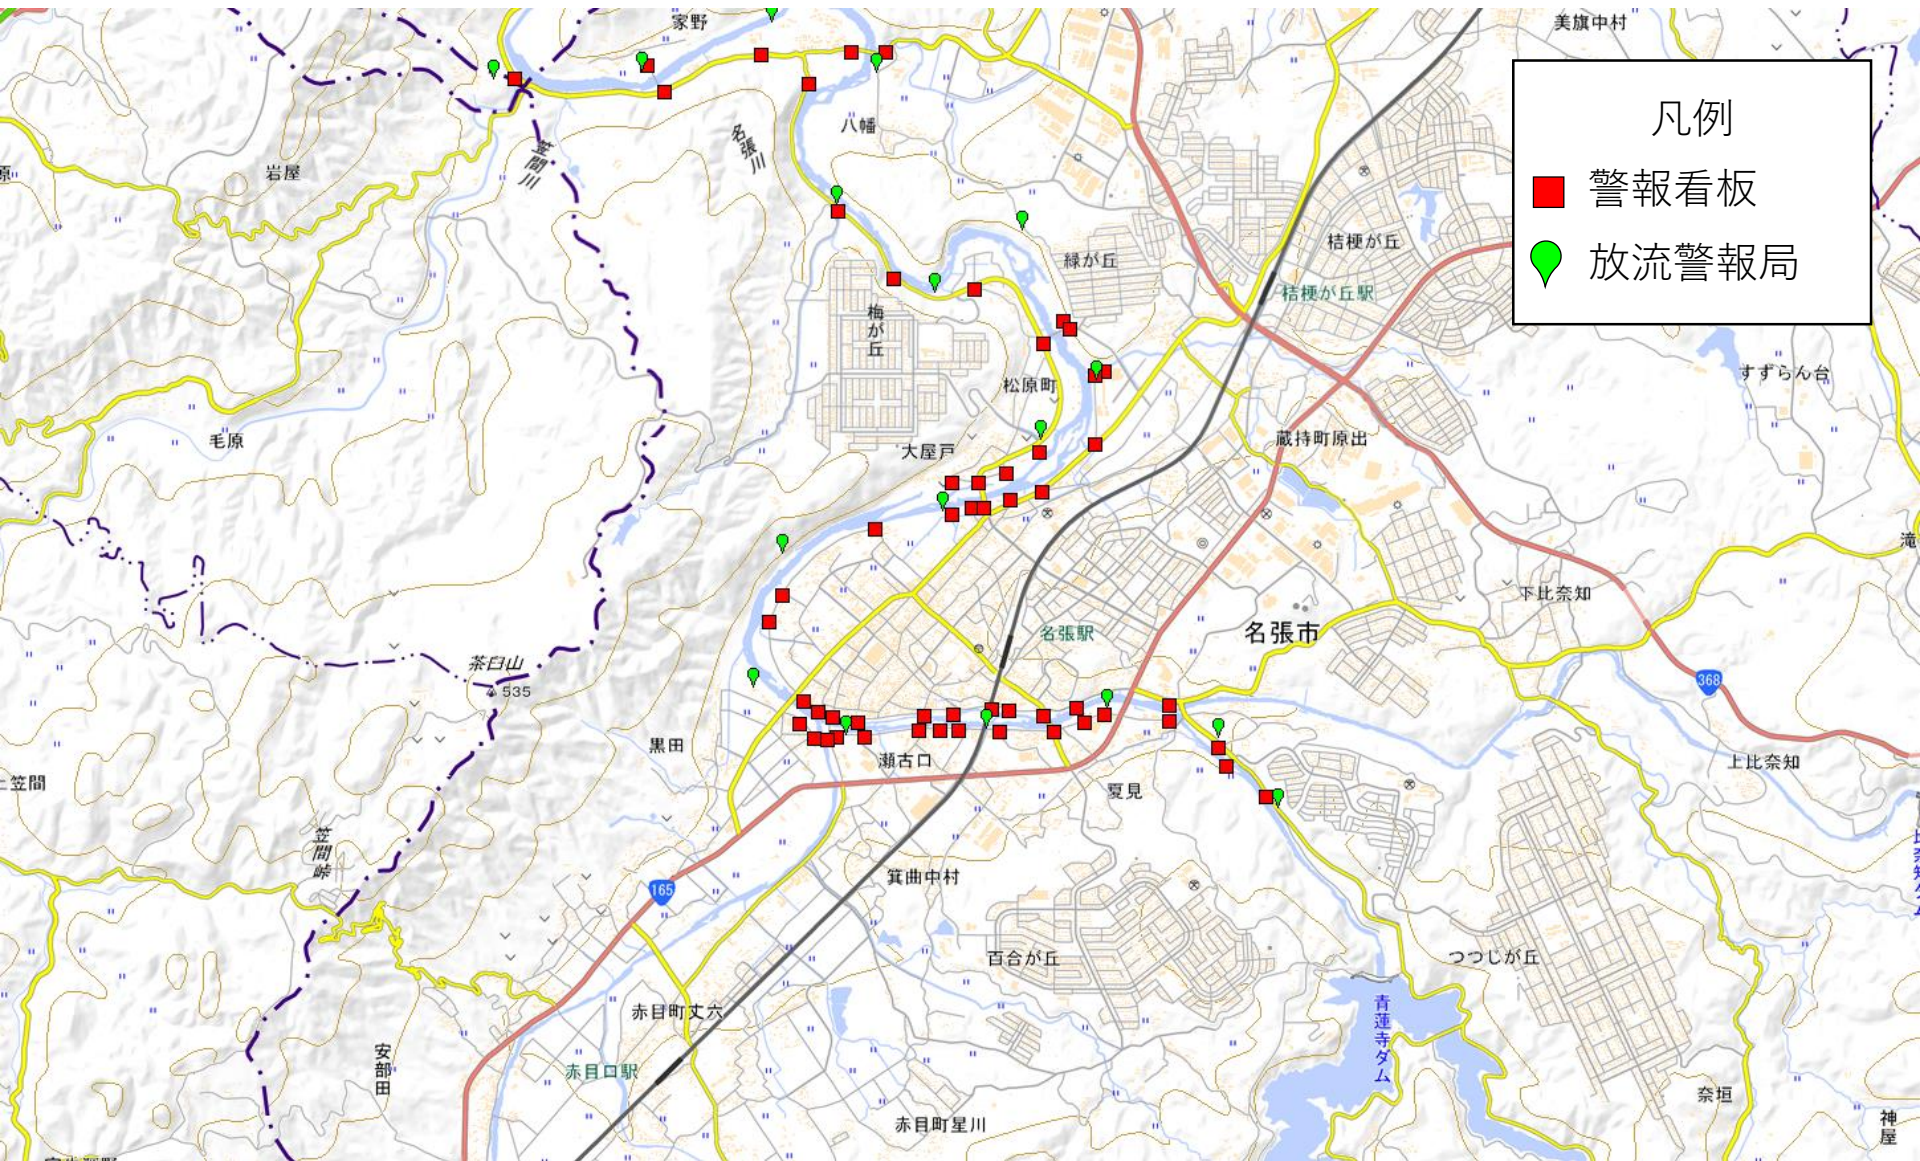 家野
美旗中村
凡例
警報看板
放流警報局
八幡
名張川
笠間川
岩屋
原
緑が丘
桔梗が丘
桔梗が丘駅
梅が丘
松原町
すずらん台
毛原
大屋戸
蔵持町原出
滝
下比奈知
名張駅
名張市
茶臼山
535
368
黒田
瀬古口
上比奈知
夏見
上笠間
笠間峠
165
箕曲中村
百合が丘
つつじが丘
青蓮寺ダム
赤目町丈六
安部田
赤目口駅
奈垣
赤目町星川
神屋